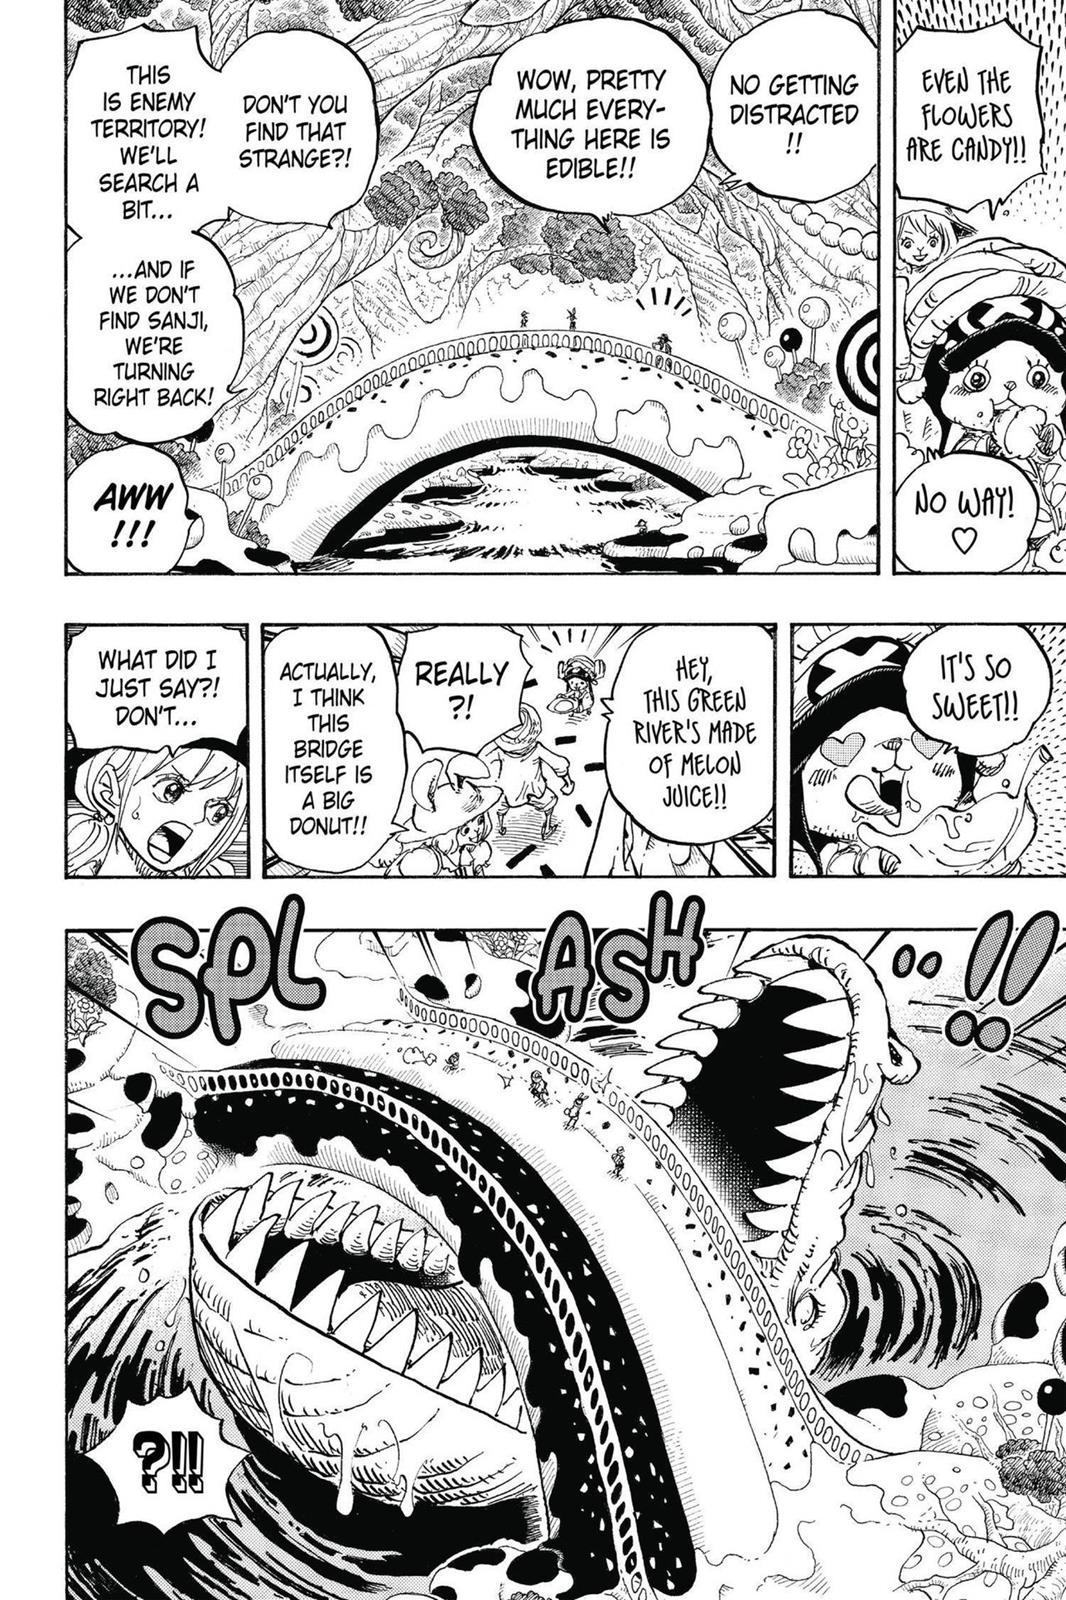 EVEN THE
FLOWERS
ARE CANDY!!
NO WAY!
♡
NO GETTING
DISTRACTED
!!
WOW, PRETTY
MUCH EVERY-
THING HERE IS
EDIBLE!!
DON'T YOU
FIND THAT
STRANGE?!
THIS
IS ENEMY
TERRITORY!
WE'LL
SEARCH A
BIT...
...AND IF
WE DON'T
FIND SANJI,
WE'RE
TURNING
RIGHT BACK!
AWW
!!!
IT'S SO
SWEET!!
HEY,
THIS GREEN
RIVER'S MADE
OF MELON
JUICE!!
REALLY
?!
ACTUALLY,
I THINK
THIS
BRIDGE
ITSELF IS
A BIG
DONUT!!
WHAT DID I
JUST SAY?!
DON'T...
SPLASH
..!!
?!!